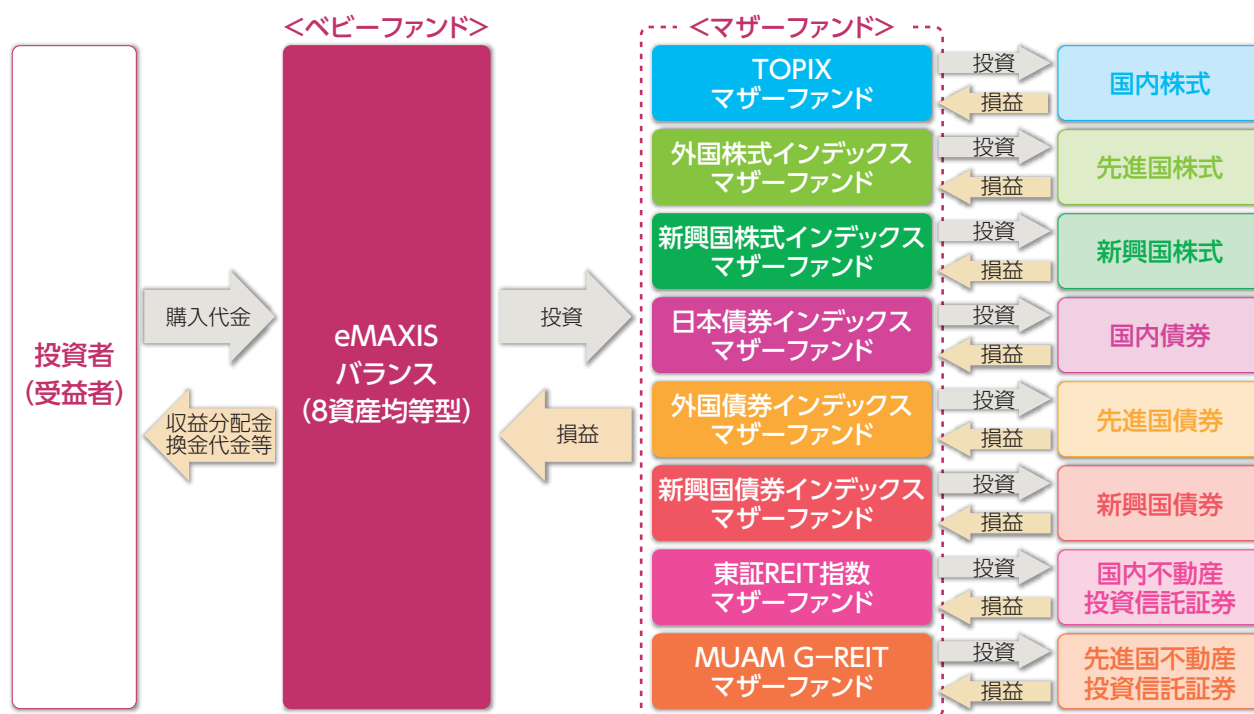 <ベビーファンド>
<マザーファンド>
投資者
(受益者)
購入代金
収益分配金
換金代金等
eMAXIS
バランス
(8資産均等型)
投資
損益
TOPIX
マザーファンド
投資
損益
国内株式
外国株式インデックス
マザーファンド
投資
損益
先進国株式
新興国株式インデックス
マザーファンド
投資
損益
新興国株式
日本債券インデックス
マザーファンド
投資
損益
国内債券
外国債券インデックス
マザーファンド
投資
損益
先進国債券
新興国債券インデックス
マザーファンド
投資
損益
新興国債券
東証REIT指数
マザーファンド
投資
損益
国内不動産
投資信託証券
MUAM G−REIT
マザーファンド
投資
損益
先進国不動産
投資信託証券